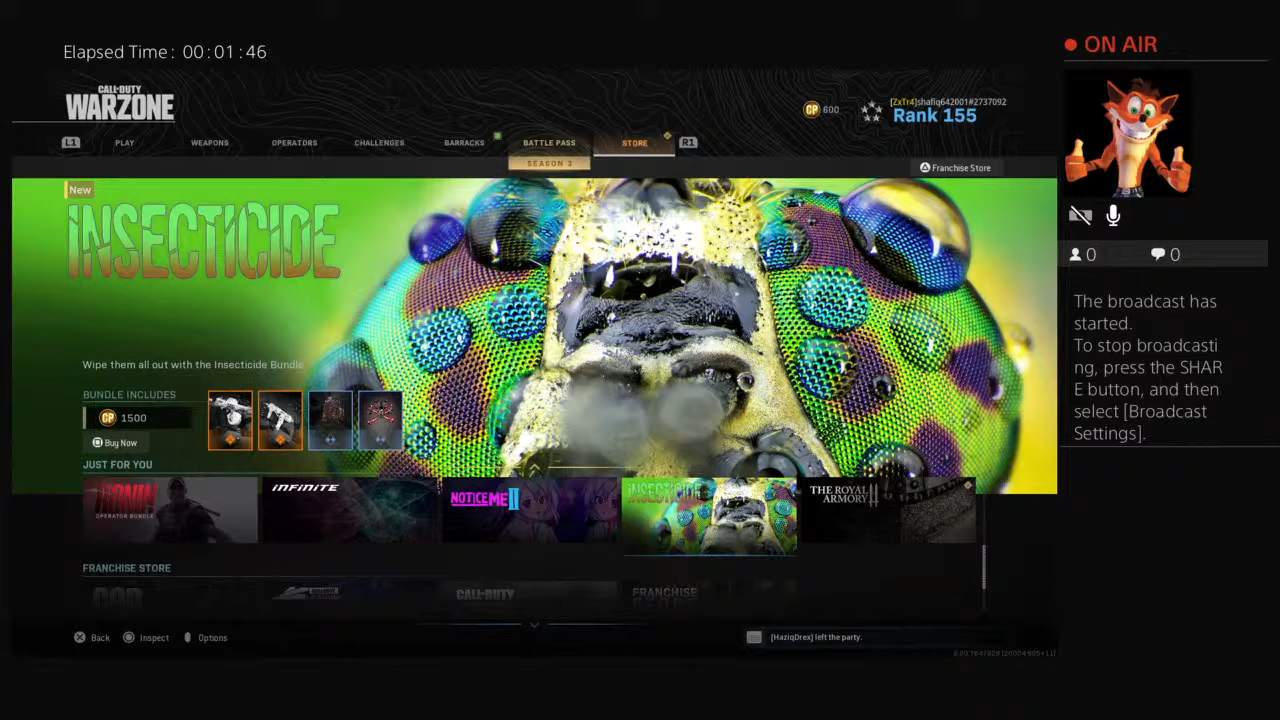 Elapsed Time: 00:01:46
ON AIR
CALL OF DUTY
WARZONE
CP 600
[ZxTr4]shafiq642001#2737092
Rank 155
L1
PLAY
WEAPONS
OPERATORS
CHALLENGES
BARRACKS
BATTLE PASS
STORE
R1
SEASON 3
Franchise Store
New
INSECTICIDE
0
0
The broadcast has
started.
To stop broadcasti
ng, press the SHAR
E button, and then
select [Broadcast
Settings].
Wipe them all out with the Insecticide Bundle
BUNDLE INCLUDES
CP 1500
Buy Now
JUST FOR YOU
RONIN
OPERATOR BUNDLE
INFINITE
NOTICE ME II
INSECTICIDE
THE ROYAL
ARMORY II
FRANCHISE STORE
COD
CALL OF DUTY
FRANCHISE
Back
Inspect
Options
[HaziqDrex] left the party.